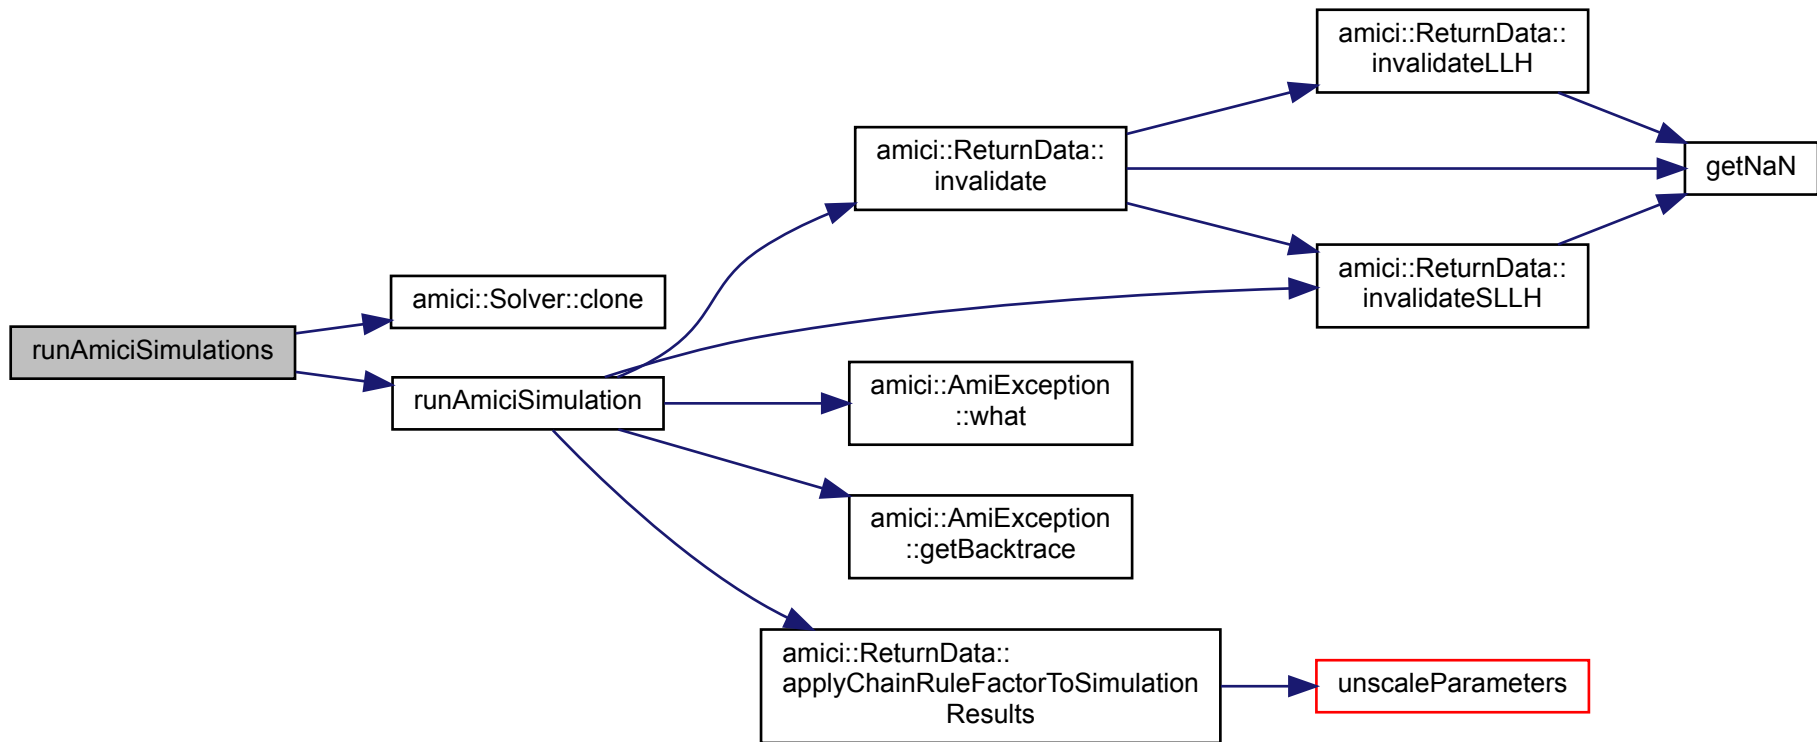 runAmiciSimulations
amici::Solver::clone
runAmiciSimulation
amici::ReturnData::
invalidate
amici::ReturnData::
invalidateLLH
getNaN
amici::ReturnData::
invalidateSLLH
amici::AmiException
::what
amici::AmiException
::getBacktrace
amici::ReturnData::
applyChainRuleFactorToSimulation
Results
unscaleParameters